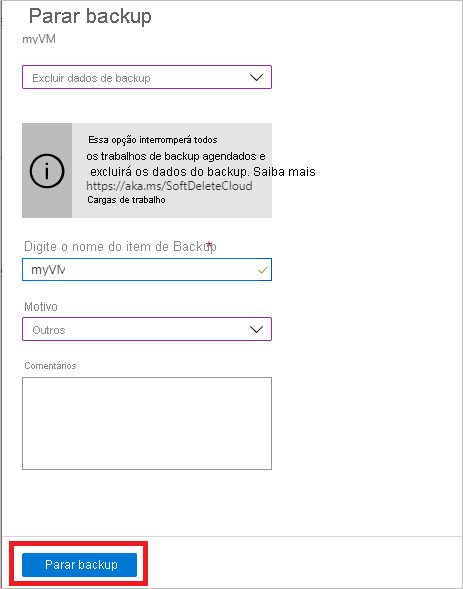 Parar backup
myVM
Excluir dados de backup
Essa opção interromperá todos
os trabalhos de backup agendados e
excluirá os dados do backup. Saiba mais
https://aka.ms/SoftDeleteCloud
Cargas de trabalho
Digite o nome do item de Backup*
myVM
Motivo
Outros
Comentários
Parar backup